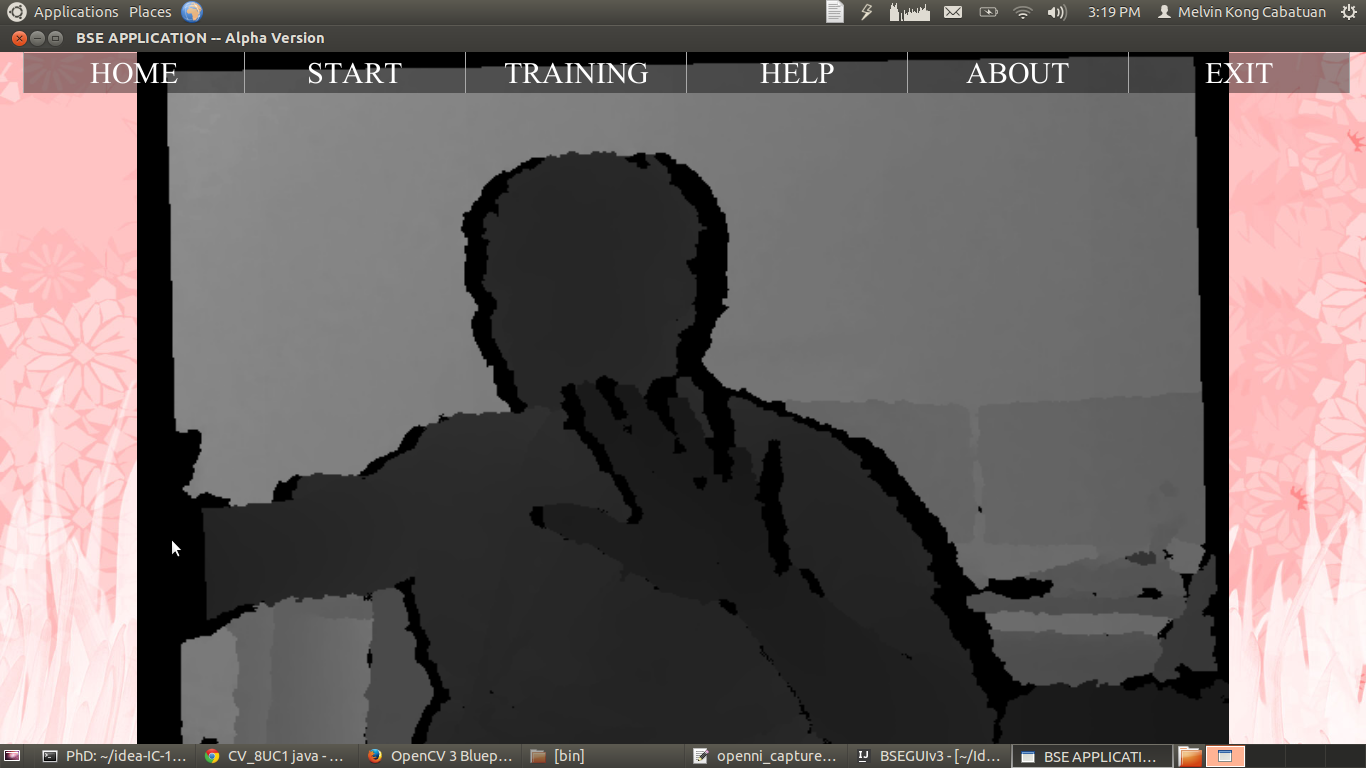 Applications Places 3:19 PM Melvin Kong Cabatuan
BSE APPLICATION -- Alpha Version
HOME START TRAINING HELP ABOUT EXIT
PhD: ~/idea-IC-1... CV_8UC1 java - ... OpenCV 3 Bluep... [bin] openni_capture... BSEGUIv3 - [~/Id... BSE APPLICATI...